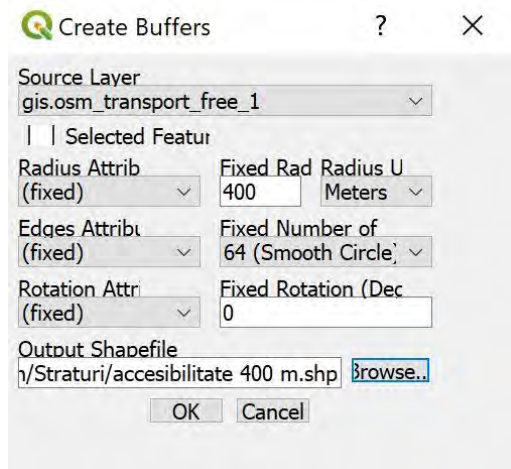 Create Buffers ? ×
Source Layer
gis.osm_transport_free_1
Selected Featur
Radius Attrib Fixed Rad Radius U
(fixed) 400 Meters
Edges Attribu Fixed Number of
(fixed) 64 (Smooth Circle)
Rotation Attri Fixed Rotation (Dec
(fixed) 0
Output Shapefile
/Straturi/accesibilitate 400 m.shp Browse..
OK Cancel